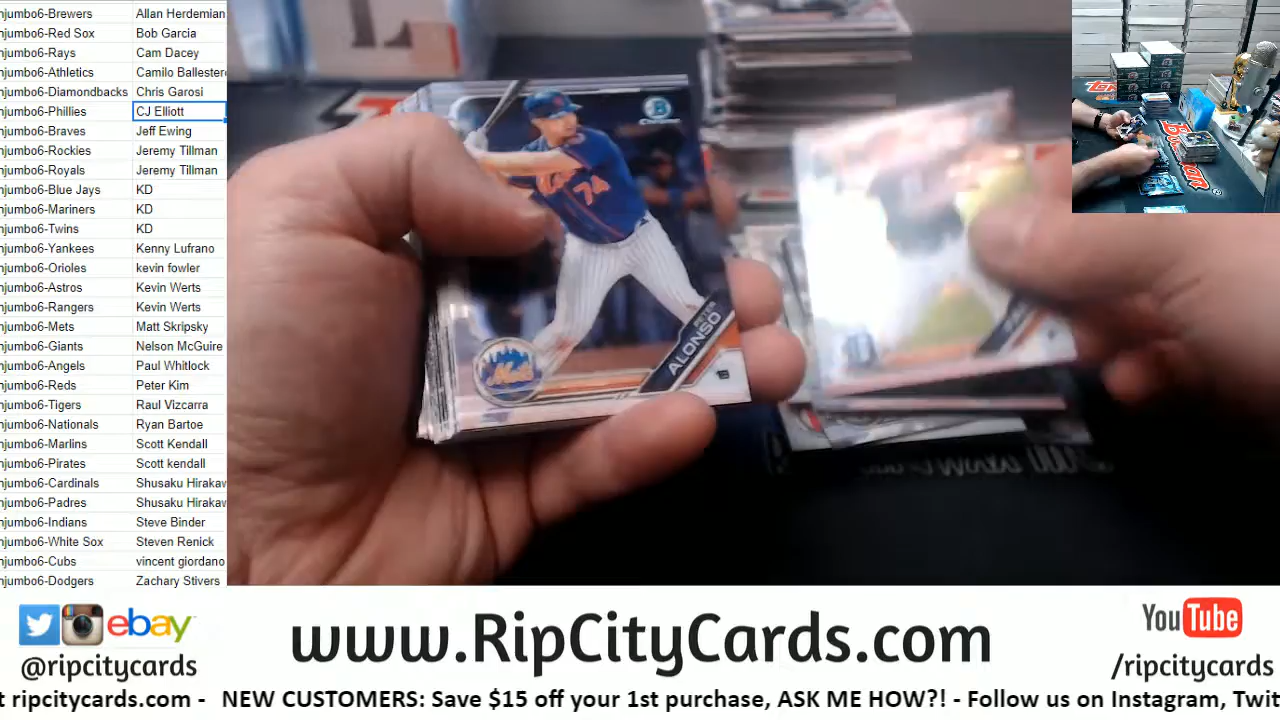 njumbo6-Brewers Allan Herdemian
njumbo6-Red Sox Bob Garcia
njumbo6-Rays Cam Dacey
njumbo6-Athletics Camilo Ballester
njumbo6-Diamondbacks Chris Garosi
njumbo6-Phillies CJ Elliott
njumbo6-Braves Jeff Ewing
njumbo6-Rockies Jeremy Tillman
njumbo6-Royals Jeremy Tillman
njumbo6-Blue Jays KD
njumbo6-Mariners KD
njumbo6-Twins KD
njumbo6-Yankees Kenny Lufrano
njumbo6-Orioles kevin fowler
njumbo6-Astros Kevin Werts
njumbo6-Rangers Kevin Werts
njumbo6-Mets Matt Skripsky
njumbo6-Giants Nelson McGuire
njumbo6-Angels Paul Whitlock
njumbo6-Reds Peter Kim
njumbo6-Tigers Raul Vizcarra
njumbo6-Nationals Ryan Bartoe
njumbo6-Marlins Scott Kendall
njumbo6-Pirates Scott kendall
njumbo6-Cardinals Shusaku Hirakaw
njumbo6-Padres Shusaku Hirakaw
njumbo6-Indians Steve Binder
njumbo6-White Sox Steven Renick
njumbo6-Cubs vincent giordano
njumbo6-Dodgers Zachary Stivers
B
74
Mets
PETER
ALONSO
Bowman
ebay
@ripcitycards
www.RipCityCards.com
YouTube
/ripcitycards
t ripcitycards.com - NEW CUSTOMERS: Save $15 off your 1st purchase, ASK ME HOW?! - Follow us on Instagram, Twit